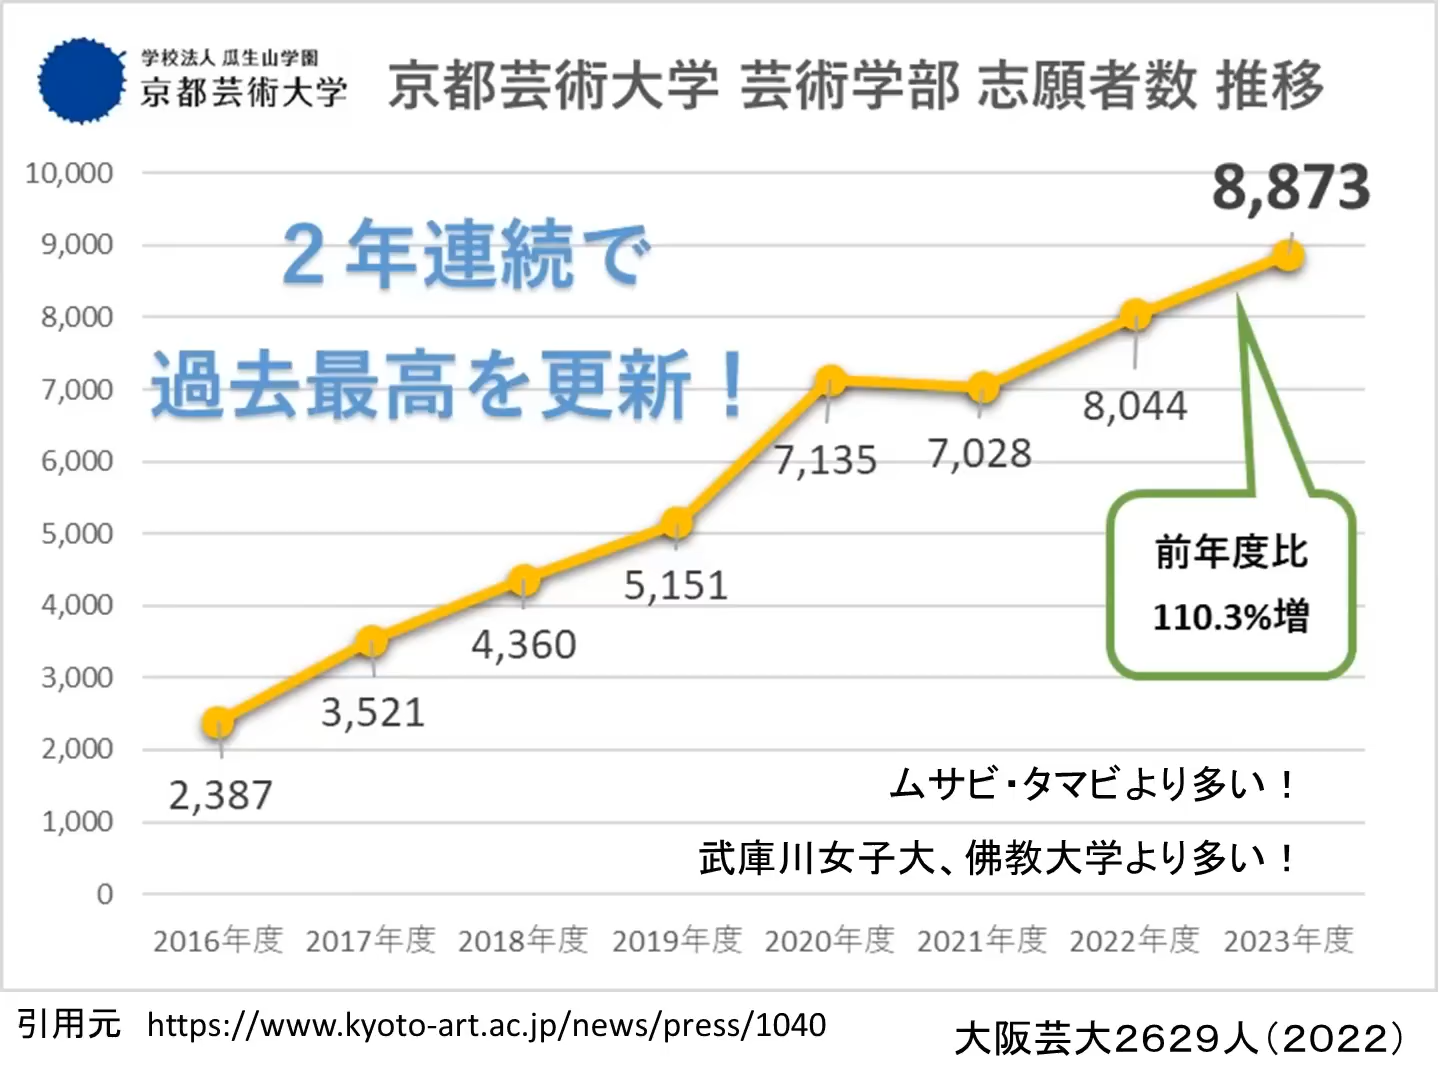 学校法人 瓜生山学園
京都芸術大学
京都芸術大学 芸術学部 志願者数 推移
10,000
9,000
8,000
7,000
6,000
5,000
4,000
3,000
2,000
1,000
0
２年連続で
過去最高を更新！
2,387
3,521
4,360
5,151
7,135
7,028
8,044
8,873
前年度比
110.3%増
ムサビ・タマビより多い！
武庫川女子大、佛教大学より多い！
2016年度 2017年度 2018年度 2019年度 2020年度 2021年度 2022年度 2023年度
引用元 https://www.kyoto-art.ac.jp/news/press/1040
大阪芸大2629人（2022）